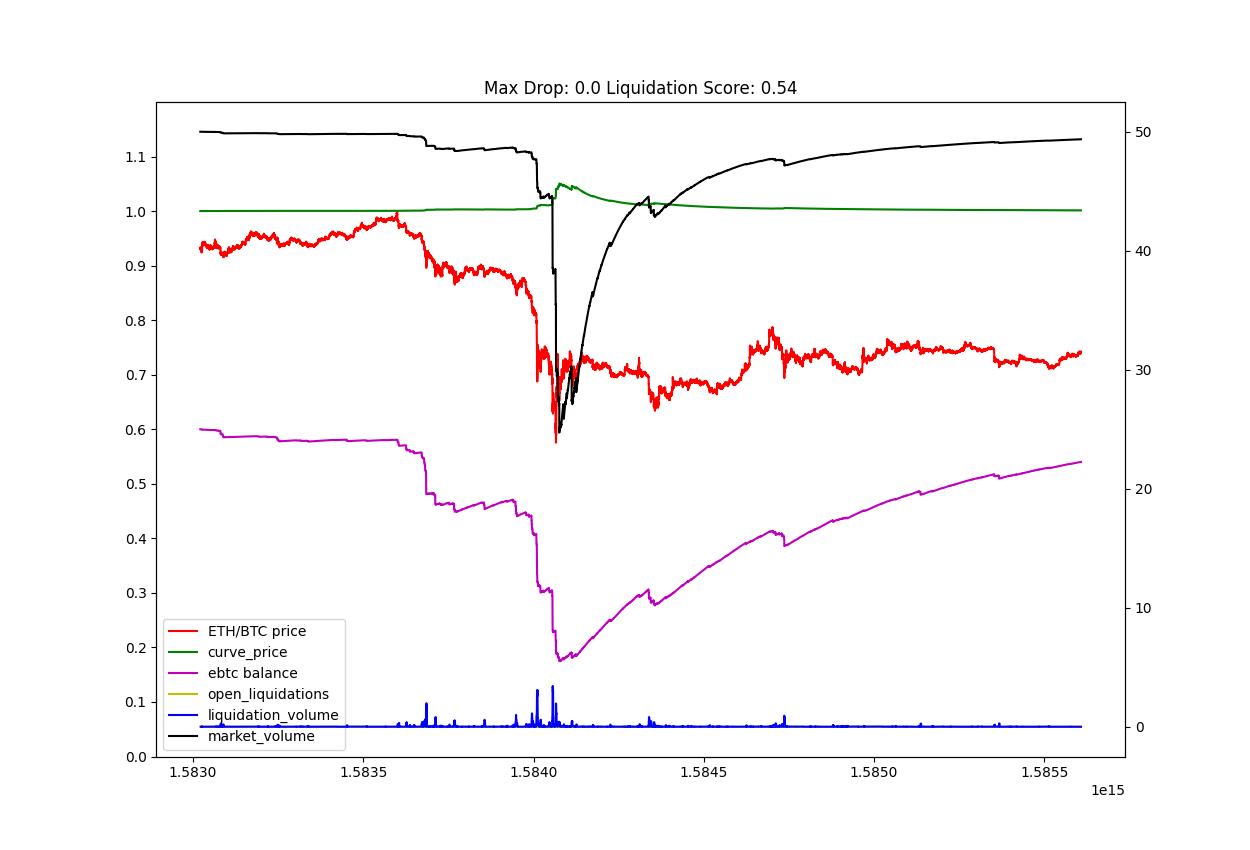 Max Drop: 0.0 Liquidation Score: 0.54
1.1
1.0
0.9
0.8
0.7
0.6
0.5
0.4
0.3
0.2
0.1
0.0
50
40
30
20
10
0
ETH/BTC price
curve_price
ebtc balance
open_liquidations
liquidation_volume
market_volume
1.5830 1.5835 1.5840 1.5845 1.5850 1.5855
1e15